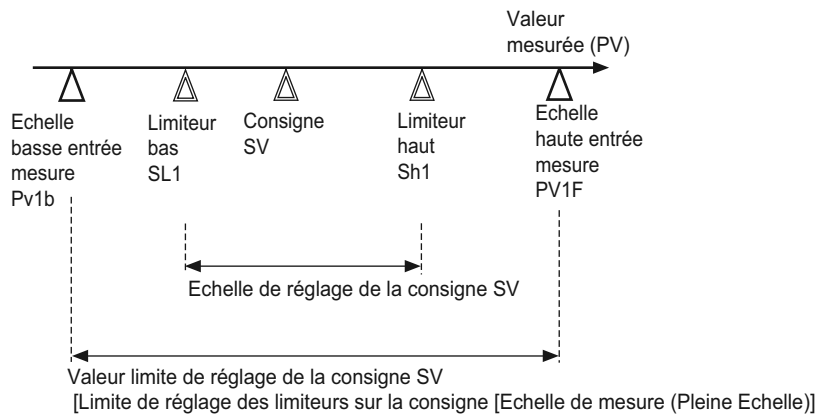 Valeur
mesurée (PV)
Echelle
basse entrée
mesure
Pv1b
Limiteur
bas
SL1
Consigne
SV
Limiteur
haut
Sh1
Echelle
haute entrée
mesure
PV1F
Echelle de réglage de la consigne SV
Valeur limite de réglage de la consigne SV
[Limite de réglage des limiteurs sur la consigne [Echelle de mesure (Pleine Echelle)]